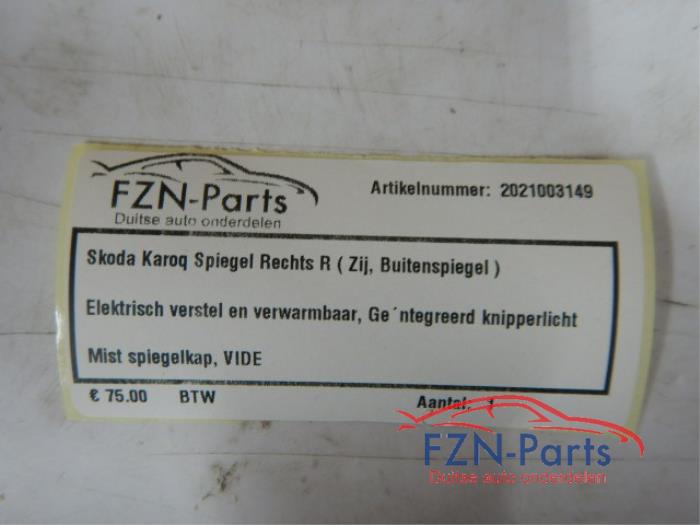 FZN-Parts
Duitse auto onderdelen
Artikelnummer: 2021003149
Skoda Karoq Spiegel Rechts R ( Zij, Buitenspiegel )
Elektrisch verstel en verwarmbaar, Ge´ntegreerd knipperlicht
Mist spiegelkap, VIDE
€ 75.00 BTW Aantal: 1
FZN-Parts
Duitse auto onderdelen